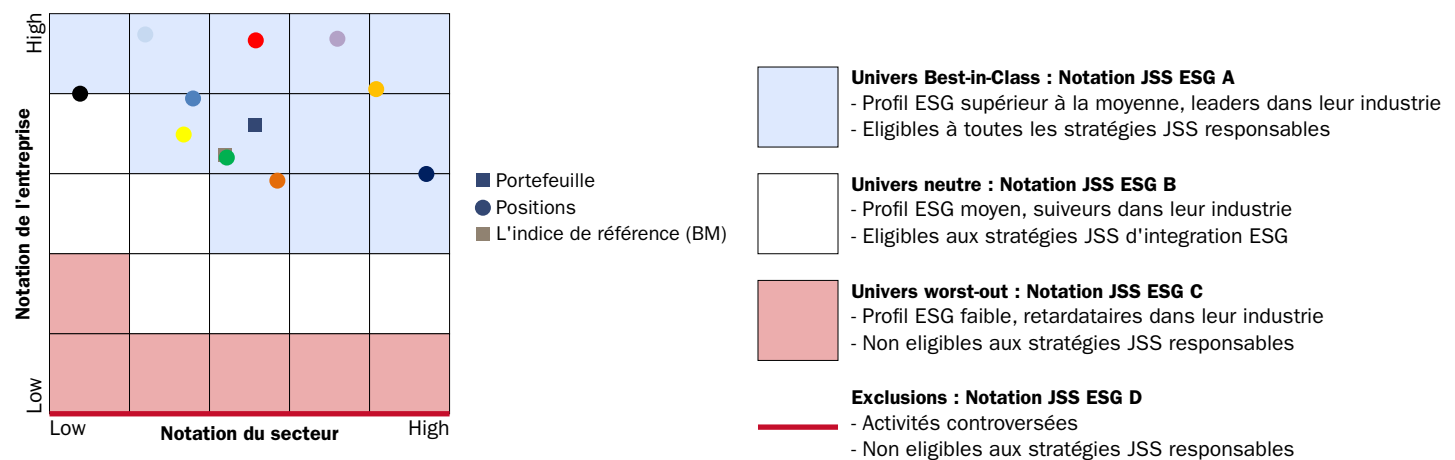 High
Notation de l'entreprise
Low
Low
Notation du secteur
High
Portefeuille
Positions
L'indice de référence (BM)
Univers Best-in-Class : Notation JSS ESG A
- Profil ESG supérieur à la moyenne, leaders dans leur industrie
- Eligibles à toutes les stratégies JSS responsables
Univers neutre : Notation JSS ESG B
- Profil ESG moyen, suiveurs dans leur industrie
- Eligibles aux stratégies JSS d'integration ESG
Univers worst-out : Notation JSS ESG C
- Profil ESG faible, retardataires dans leur industrie
- Non eligibles aux stratégies JSS responsables
Exclusions : Notation JSS ESG D
- Activités controversées
- Non eligibles aux stratégies JSS responsables